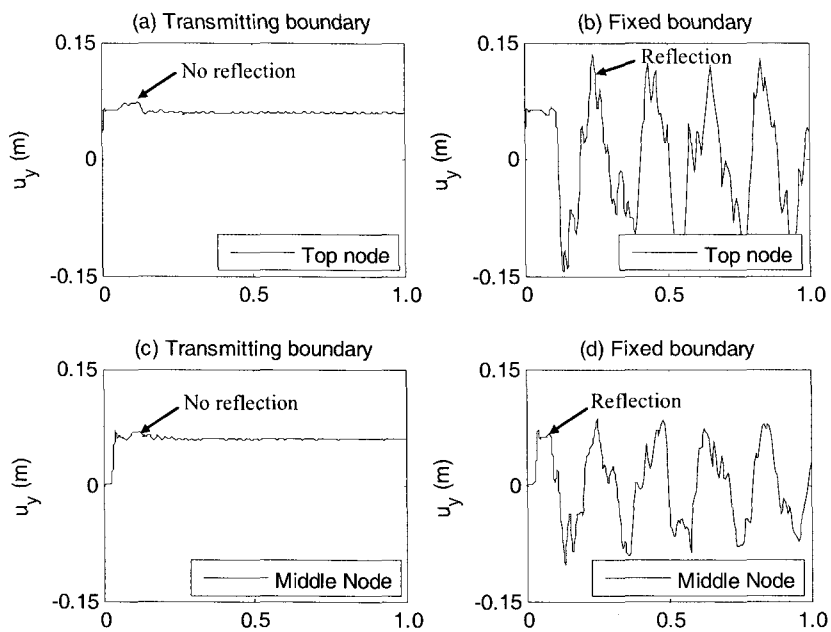 (a) Transmitting boundary
0.15
No reflection
0
u_y (m)
Top node
-0.15
0
0.5
1.0
(b) Fixed boundary
0.15
Reflection
0
u_y (m)
Top node
-0.15
0
0.5
1.0
(c) Transmitting boundary
0.15
No reflection
0
u_y (m)
Middle Node
-0.15
0
0.5
1.0
(d) Fixed boundary
0.15
Reflection
0
u_y (m)
Middle Node
-0.15
0
0.5
1.0